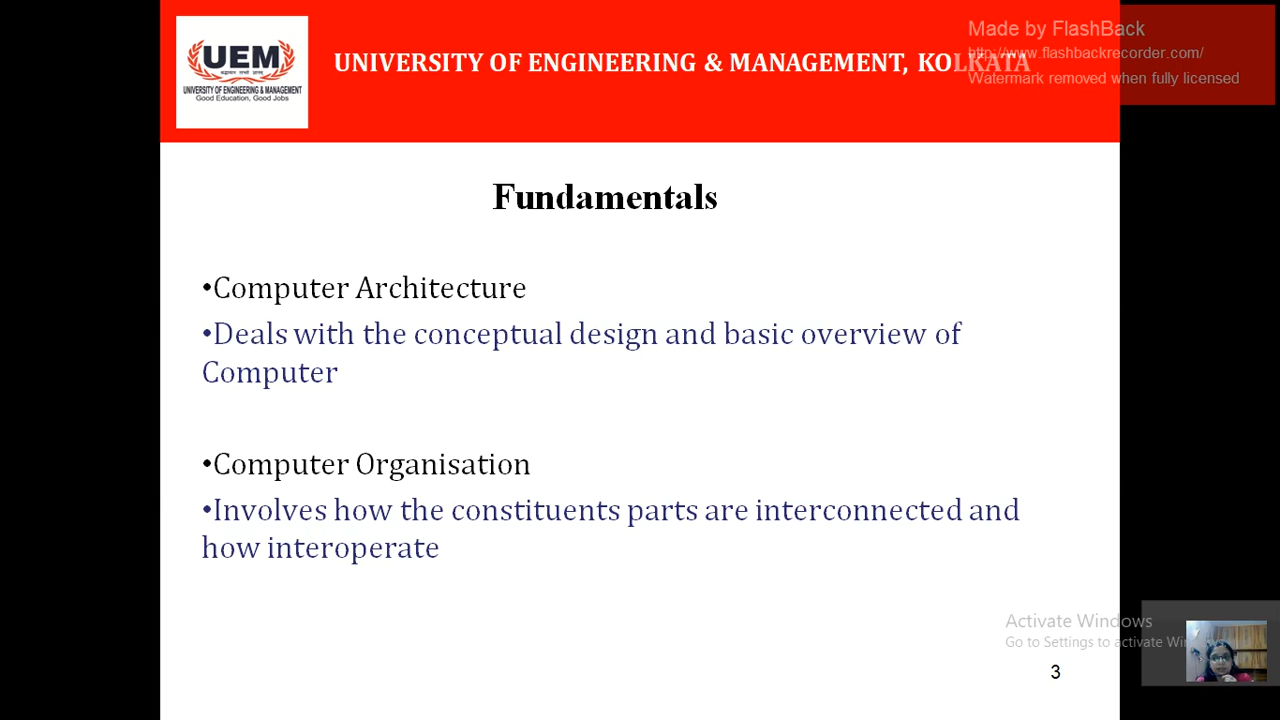 Made by FlashBack
http://www.flashbackrecorder.com/
Watermark removed when fully licensed
UEM
UNIVERSITY OF ENGINEERING & MANAGEMENT
Good Education, Good Jobs
UNIVERSITY OF ENGINEERING & MANAGEMENT, KOLKATA
Fundamentals
•Computer Architecture
•Deals with the conceptual design and basic overview of
Computer
•Computer Organisation
•Involves how the constituents parts are interconnected and
how interoperate
Activate Windows
Go to Settings to activate Windows.
3